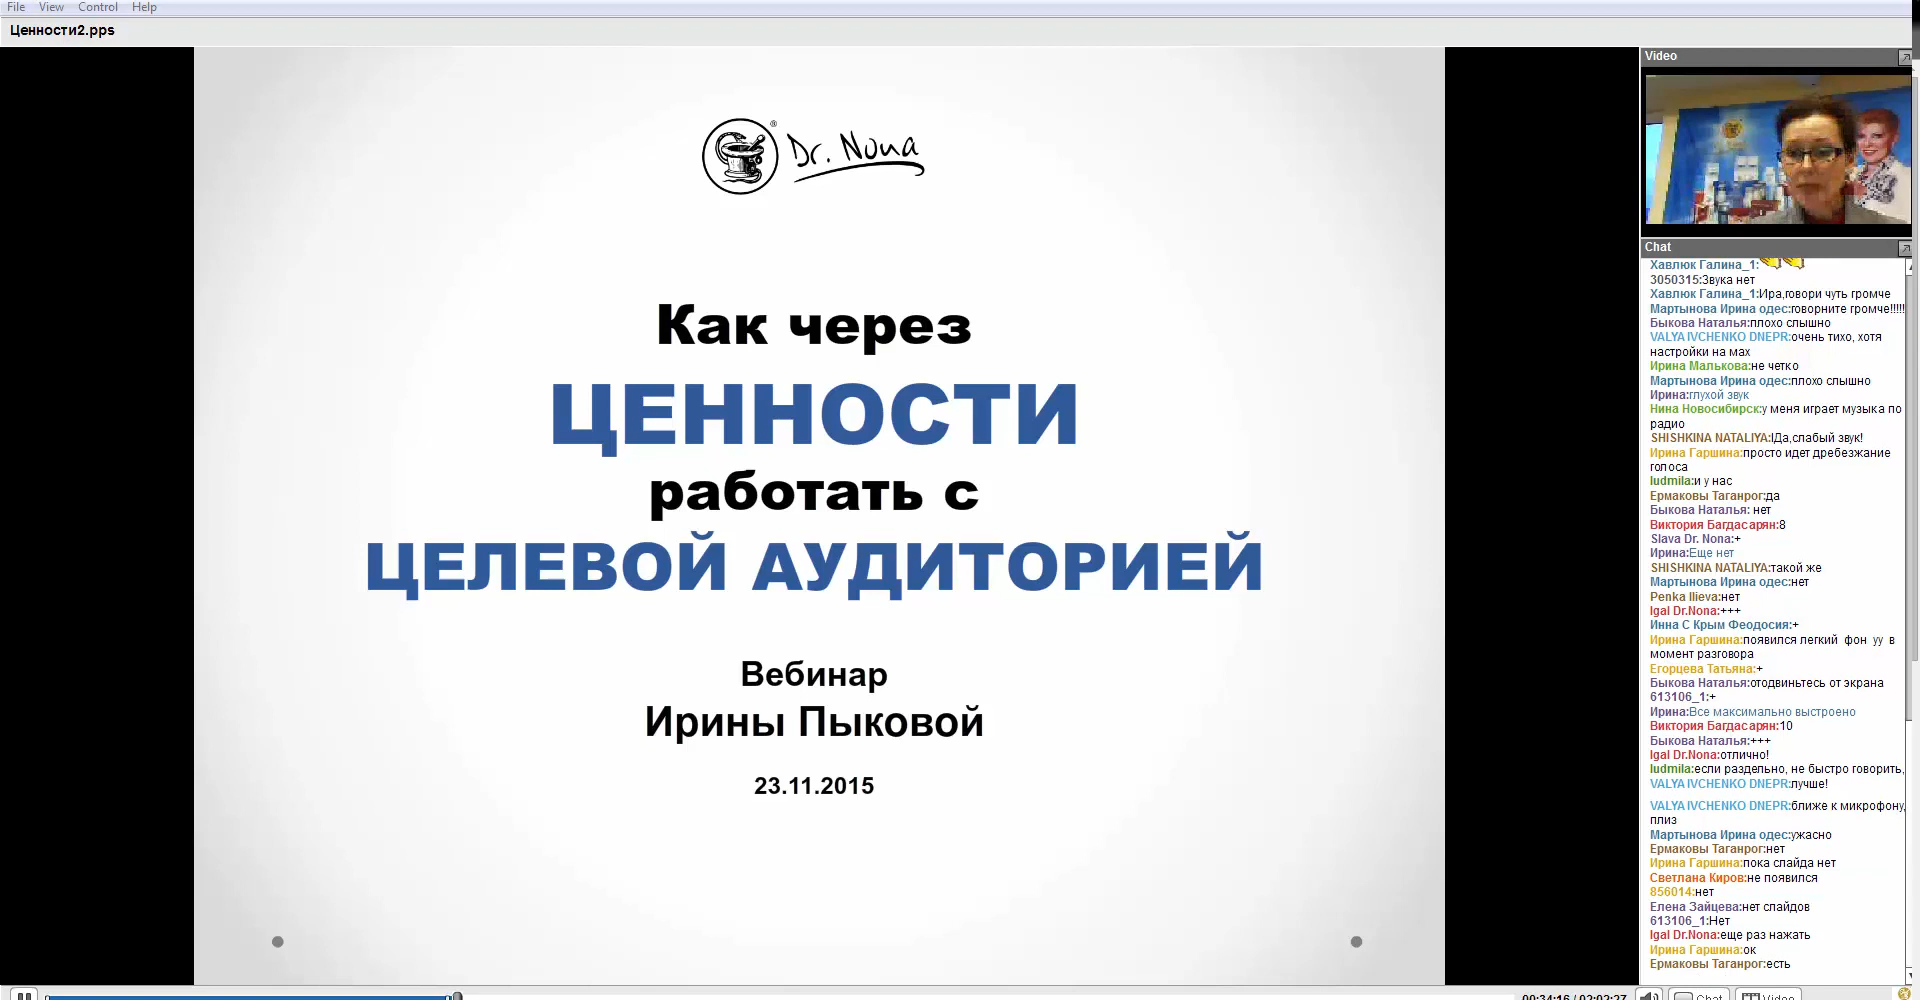 File View Control Help
Ценности2.pps
® Dr. Nona
Как через
ЦЕННОСТИ
работать с
ЦЕЛЕВОЙ АУДИТОРИЕЙ
Вебинар
Ирины Пыковой
23.11.2015
Video
Chat
Хавлюк Галина_1:
3050315:Звука нет
Хавлюк Галина_1:Ира,говори чуть громче
Мартынова Ирина одес:говорните громче!!!!!
Быкова Наталья:плохо слышно
VALYA IVCHENKO DNEPR:очень тихо, хотя
настройки на мах
Ирина Малькова:не четко
Мартынова Ирина одес:плохо слышно
Ирина:глухой звук
Нина Новосибирск:у меня играет музыка по
радио
SHISHKINA NATALIYA:!Да,слабый звук!
Ирина Гаршина:просто идет дребезжание
голоса
ludmila:и у нас
Ермаковы Таганрог:да
Быкова Наталья: нет
Виктория Багдасарян:8
Slava Dr. Nona:+
Ирина:Еще нет
SHISHKINA NATALIYA:такой же
Мартынова Ирина одес:нет
Penka Ilieva:нет
Igal Dr.Nona:+++
Инна С Крым Феодосия:+
Ирина Гаршина:появился легкий фон уу в
момент разговора
Егорцева Татьяна:+
Быкова Наталья:отодвиньтесь от экрана
613106_1:+
Ирина:Все максимально выстроено
Виктория Багдасарян:10
Быкова Наталья:+++
Igal Dr.Nona:отлично!
ludmila:если раздельно, не быстро говорить,
VALYA IVCHENKO DNEPR:лучше!
VALYA IVCHENKO DNEPR:ближе к микрофону,
плиз
Мартынова Ирина одес:ужасно
Ермаковы Таганрог:нет
Ирина Гаршина:пока слайда нет
Светлана Киров:не появился
856014:нет
Елена Зайцева:нет слайдов
613106_1:Нет
Igal Dr.Nona:еще раз нажать
Ирина Гаршина:ок
Ермаковы Таганрог:есть
00:34:16 / 02:02:27 Chat Video